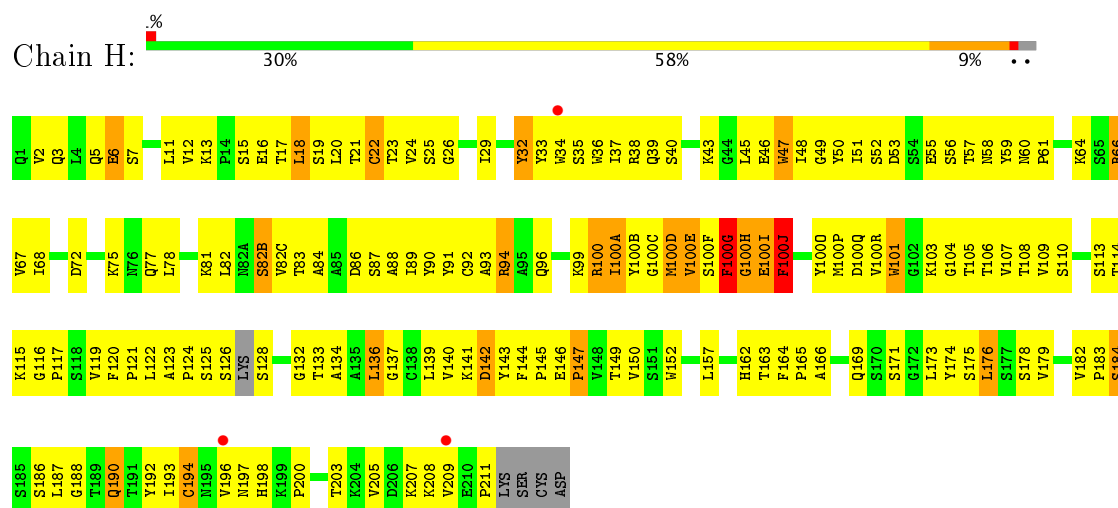 .%
Chain H:
30% 58% 9% • •
Q1 V2 Q3 L4 Q5 E6 S7 L11 V12 K13 P14 S15 E16 T17 L18 S19 L20 T21 C22 T23 V24 S25 G26 I29 Y32 Y33 W34 S35 W36 I37 R38 Q39 S40 K43 G44 L45 E46 W47 I48 G49 Y50 I51 S52 D53 S54 E55 S56 T57 N58 Y59 N60 P61 K64 S65 R66
V67 I68 D72 K75 N76 Q77 L78 K81 L82 N82A S82B V82C T83 A84 A85 D86 S87 A88 I89 Y90 Y91 C92 A93 R94 A95 Q96 K99 R100 I100A Y100B G100C M100D V100E S100F F100G G100H E100I F100J Y100O M100P D100Q V100R W101 G102 K103 G104 T105 T106 V107 T108 V109 S110 S113 T114
K115 G116 P117 S118 V119 F120 P121 L122 A123 P124 S125 S126 LYS S128 G132 T133 A134 A135 L136 G137 C138 L139 V140 K141 D142 Y143 F144 P145 E146 P147 V148 T149 V150 S151 W152 L157 H162 T163 F164 P165 A166 Q169 S170 S171 G172 L173 Y174 S175 L176 S177 S178 V179 V182 P183 S184
S185 S186 L187 G188 T189 Q190 T191 Y192 I193 C194 N195 V196 N197 H198 K199 P200 T203 K204 V205 D206 K207 K208 V209 E210 P211 LYS SER CYS ASP